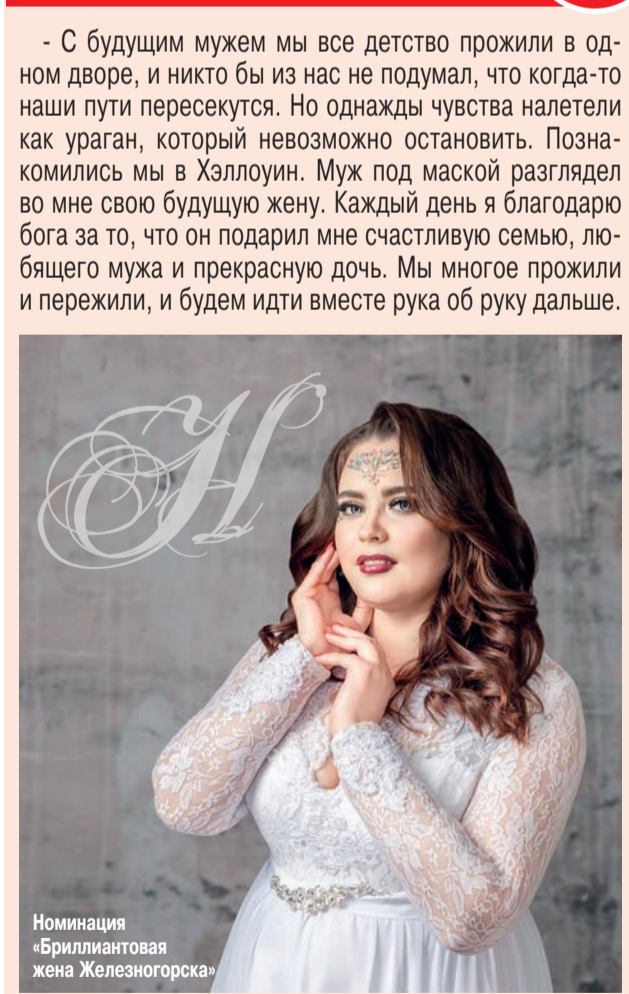 - С будущим мужем мы все детство прожили в од-
ном дворе, и никто бы из нас не подумал, что когда-то
наши пути пересекутся. Но однажды чувства налетели
как ураган, который невозможно остановить. Позна-
комились мы в Хэллоуин. Муж под маской разглядел
во мне свою будущую жену. Каждый день я благодарю
бога за то, что он подарил мне счастливую семью, лю-
бящего мужа и прекрасную дочь. Мы многое прожили
и пережили, и будем идти вместе рука об руку дальше.
Н
Номинация
«Бриллиантовая
жена Железногорска»